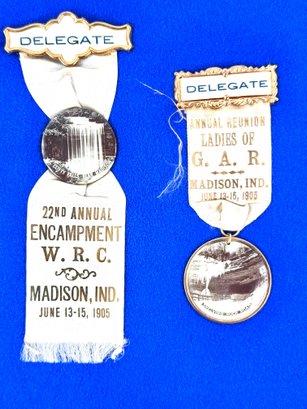 DELEGATE
22ND ANNUAL
ENCAMPMENT
W. R. C.
MADISON, IND.
JUNE 13-15, 1905
DELEGATE
ANNUAL REUNION
LADIES OF
G. A. R.
MADISON, IND.
JUNE 13-15, 1905